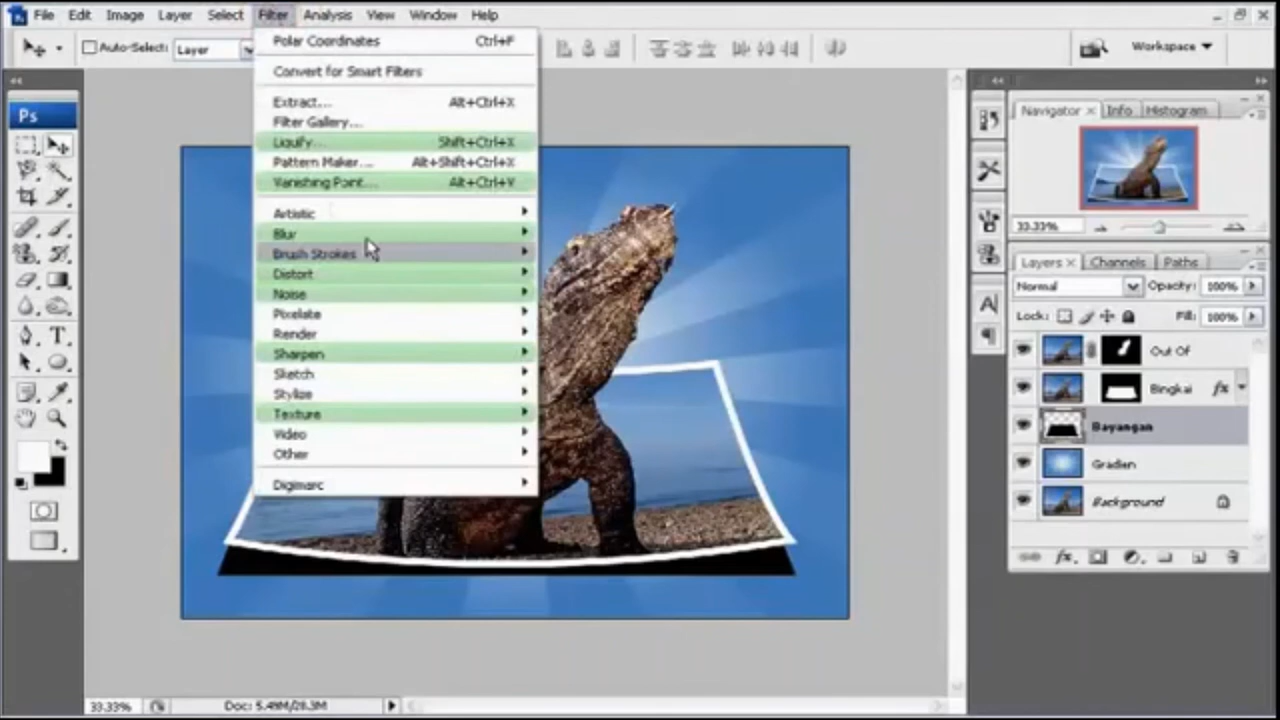 File Edit Image Layer Select Filter Analysis View Window Help
Auto-Select: Layer
Workspace
Ps
Polar Coordinates Ctrl+F
Convert for Smart Filters
Extract... Alt+Ctrl+X
Filter Gallery...
Liquify... Shift+Ctrl+X
Pattern Maker... Alt+Shift+Ctrl+X
Vanishing Point... Alt+Ctrl+V
Artistic
Blur
Brush Strokes
Distort
Noise
Pixelate
Render
Sharpen
Sketch
Stylize
Texture
Video
Other
Digimarc
Navigator Info Histogram
33.33%
Layers Channels Paths
Normal Opacity: 100%
Lock: Fill: 100%
Out Of
Bingkai fx
Bayangan
Gradien
Background
fx
33.33% Doc: 5.49M/28.3M